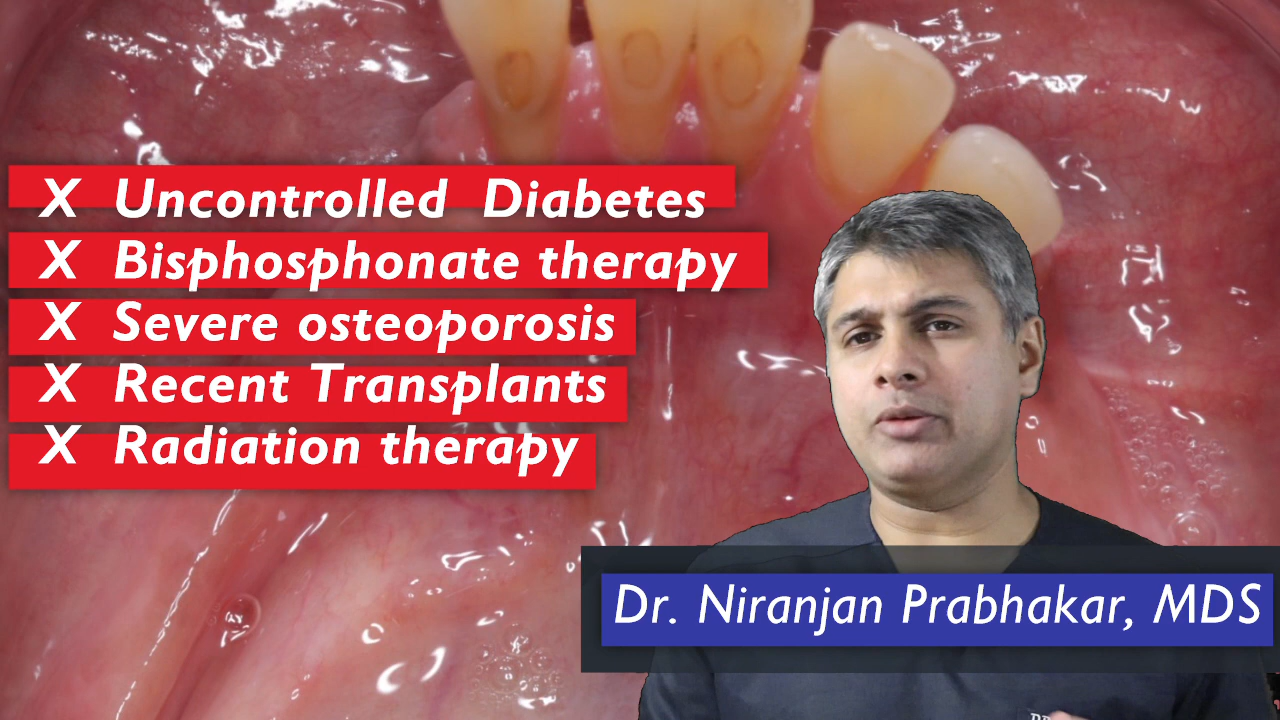 X Uncontrolled Diabetes
X Bisphosphonate therapy
X Severe osteoporosis
X Recent Transplants
X Radiation therapy
Dr. Niranjan Prabhakar, MDS